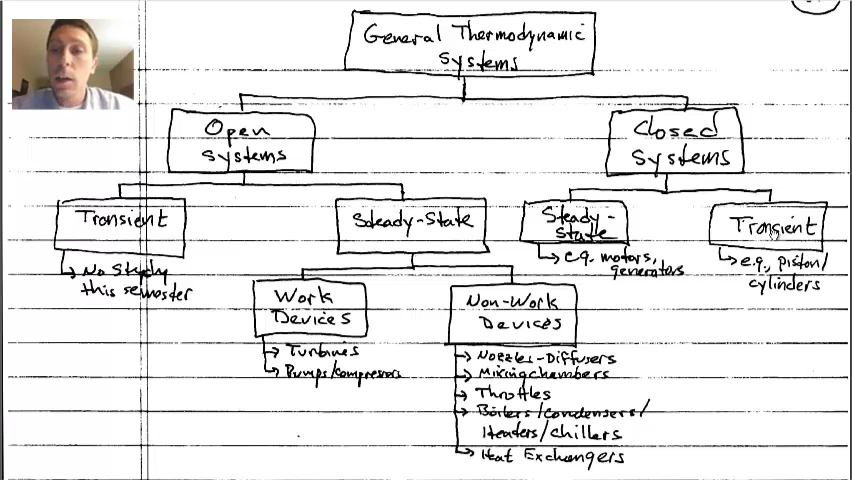 General Thermodynamic
Systems
Open
Systems
Closed
Systems
Transient
No Study
this semester
Steady-State
Steady-
State
e.g. motors,
generators
Transient
e.g., piston/
cylinders
Work
Devices
Turbines
Pumps/compressors
Non-Work
Devices
Nozzles-Diffusers
Mixing chambers
Throttles
Boilers/condensers/
Heaters/chillers
Heat Exchangers